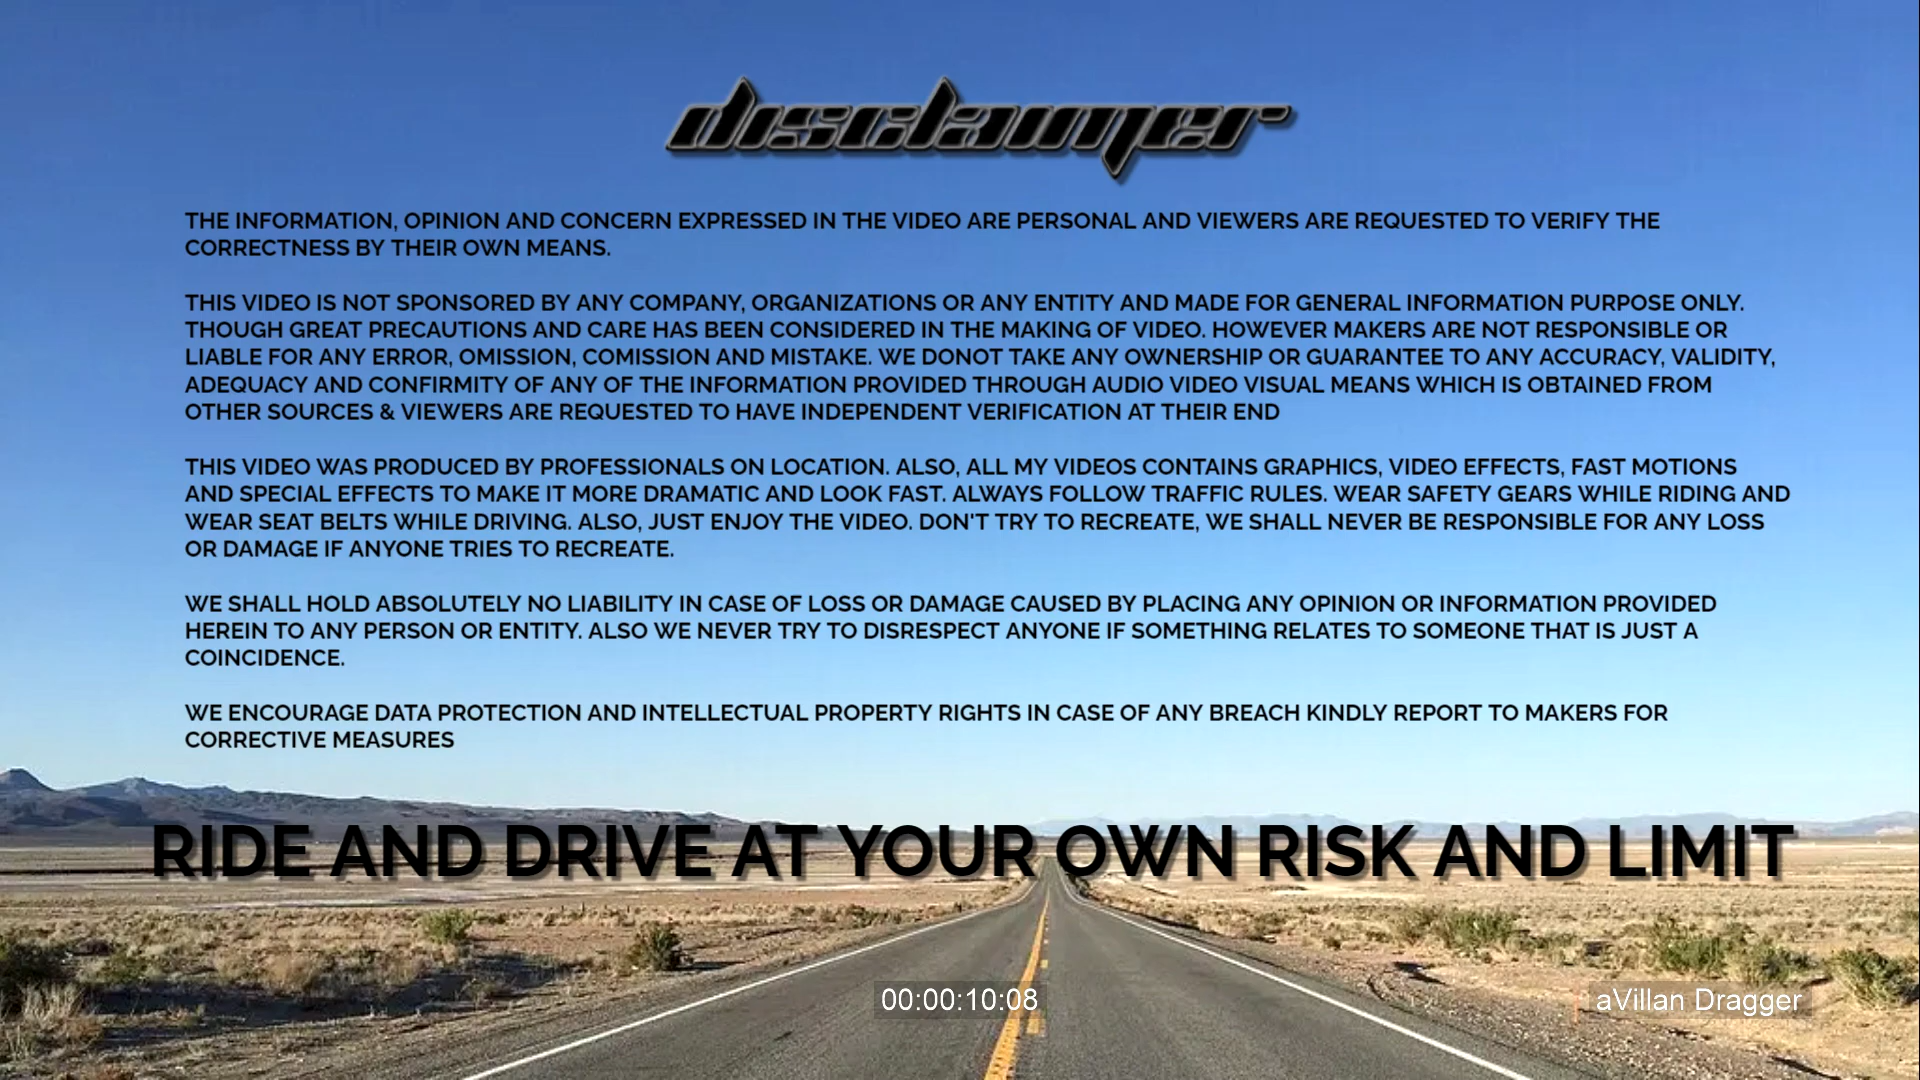 disclaimer
THE INFORMATION, OPINION AND CONCERN EXPRESSED IN THE VIDEO ARE PERSONAL AND VIEWERS ARE REQUESTED TO VERIFY THE
CORRECTNESS BY THEIR OWN MEANS.
THIS VIDEO IS NOT SPONSORED BY ANY COMPANY, ORGANIZATIONS OR ANY ENTITY AND MADE FOR GENERAL INFORMATION PURPOSE ONLY.
THOUGH GREAT PRECAUTIONS AND CARE HAS BEEN CONSIDERED IN THE MAKING OF VIDEO. HOWEVER MAKERS ARE NOT RESPONSIBLE OR
LIABLE FOR ANY ERROR, OMISSION, COMISSION AND MISTAKE. WE DONOT TAKE ANY OWNERSHIP OR GUARANTEE TO ANY ACCURACY, VALIDITY,
ADEQUACY AND CONFIRMITY OF ANY OF THE INFORMATION PROVIDED THROUGH AUDIO VIDEO VISUAL MEANS WHICH IS OBTAINED FROM
OTHER SOURCES & VIEWERS ARE REQUESTED TO HAVE INDEPENDENT VERIFICATION AT THEIR END
THIS VIDEO WAS PRODUCED BY PROFESSIONALS ON LOCATION. ALSO, ALL MY VIDEOS CONTAINS GRAPHICS, VIDEO EFFECTS, FAST MOTIONS
AND SPECIAL EFFECTS TO MAKE IT MORE DRAMATIC AND LOOK FAST. ALWAYS FOLLOW TRAFFIC RULES. WEAR SAFETY GEARS WHILE RIDING AND
WEAR SEAT BELTS WHILE DRIVING. ALSO, JUST ENJOY THE VIDEO. DON'T TRY TO RECREATE, WE SHALL NEVER BE RESPONSIBLE FOR ANY LOSS
OR DAMAGE IF ANYONE TRIES TO RECREATE.
WE SHALL HOLD ABSOLUTELY NO LIABILITY IN CASE OF LOSS OR DAMAGE CAUSED BY PLACING ANY OPINION OR INFORMATION PROVIDED
HEREIN TO ANY PERSON OR ENTITY. ALSO WE NEVER TRY TO DISRESPECT ANYONE IF SOMETHING RELATES TO SOMEONE THAT IS JUST A
COINCIDENCE.
WE ENCOURAGE DATA PROTECTION AND INTELLECTUAL PROPERTY RIGHTS IN CASE OF ANY BREACH KINDLY REPORT TO MAKERS FOR
CORRECTIVE MEASURES
RIDE AND DRIVE AT YOUR OWN RISK AND LIMIT
00:00:10:08
aVillan Dragger